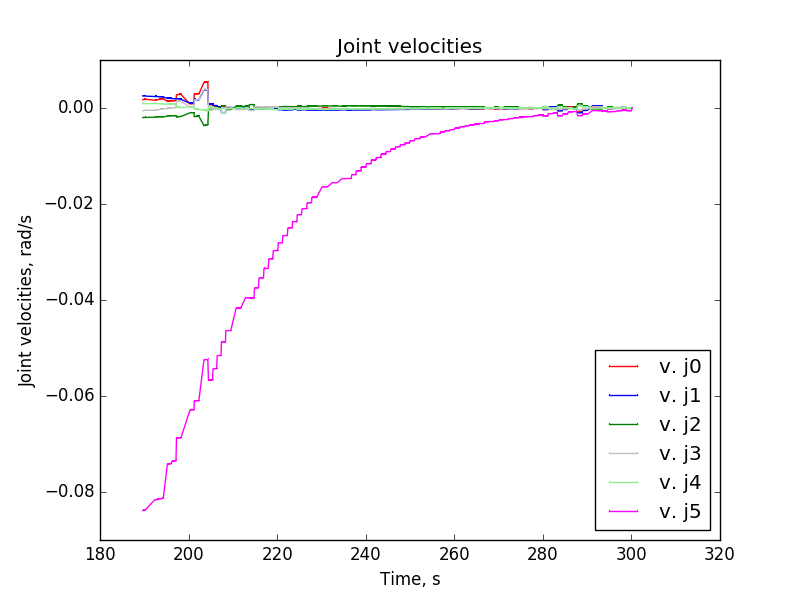 Joint velocities
Joint velocities, rad/s
0.00
−0.02
−0.04
−0.06
−0.08
v. j0
v. j1
v. j2
v. j3
v. j4
v. j5
180
200
220
240
260
280
300
320
Time, s